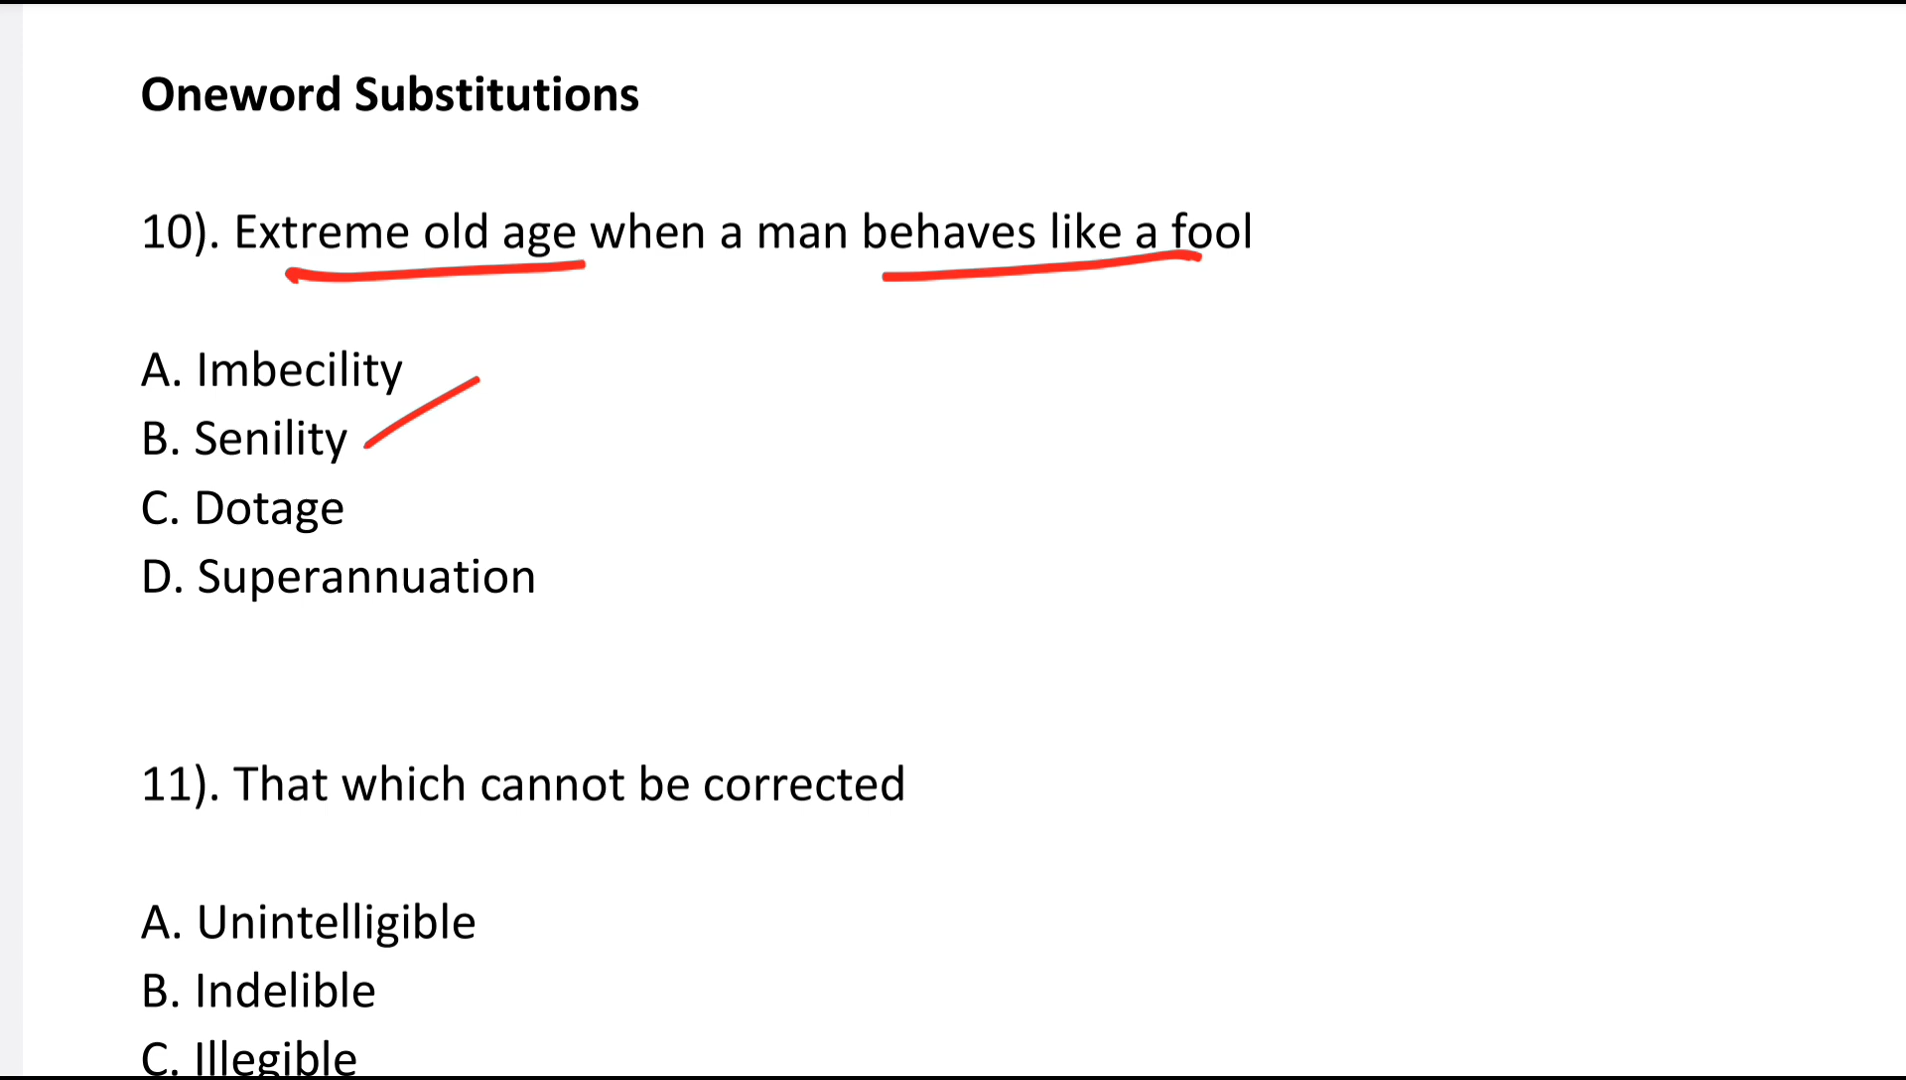 Oneword Substitutions
10). Extreme old age when a man behaves like a fool
A. Imbecility
B. Senility
C. Dotage
D. Superannuation
11). That which cannot be corrected
A. Unintelligible
B. Indelible
C. Illegible